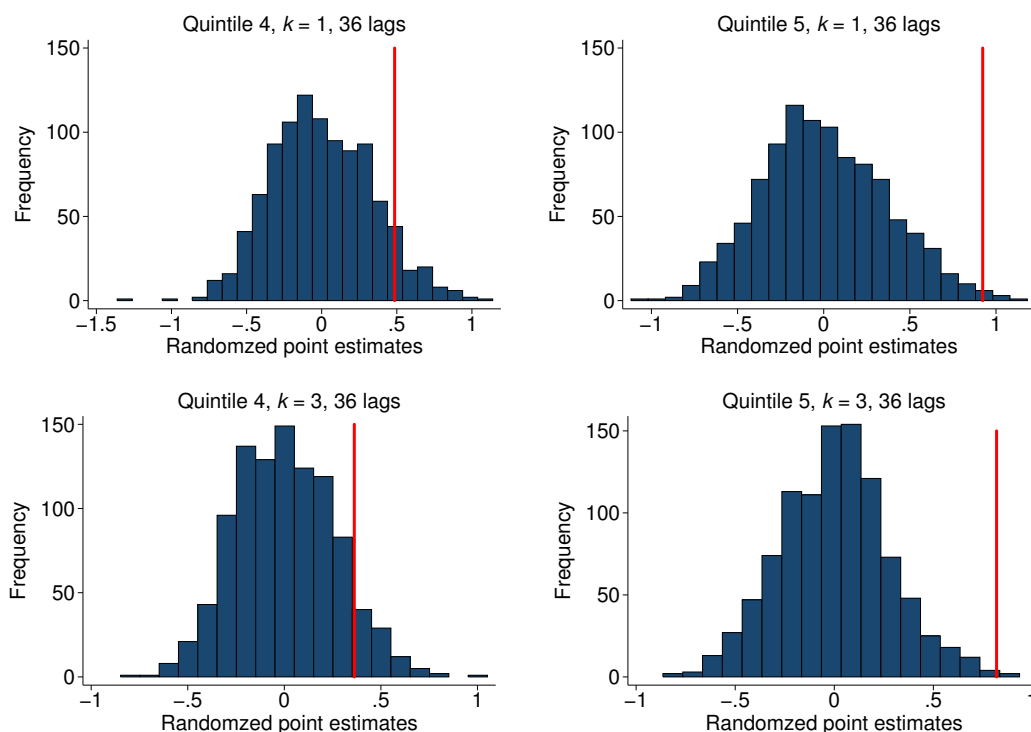 Quintile 4, k = 1, 36 lags
Frequency
150
100
50
0
−1.5 −1 −.5 0 .5 1
Randomzed point estimates
Quintile 5, k = 1, 36 lags
Frequency
150
100
50
0
−1 −.5 0 .5 1
Randomzed point estimates
Quintile 4, k = 3, 36 lags
Frequency
150
100
50
0
−1 −.5 0 .5 1
Randomzed point estimates
Quintile 5, k = 3, 36 lags
Frequency
150
100
50
0
−1 −.5 0 .5 1
Randomzed point estimates